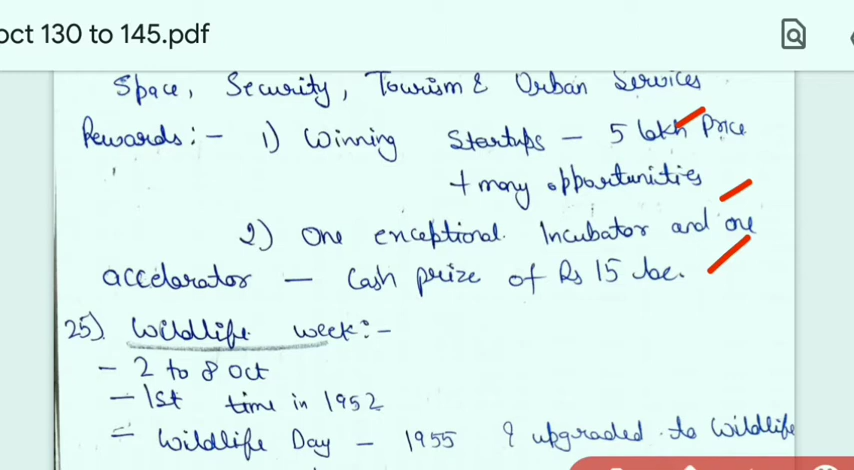 oct 130 to 145.pdf
Space, Security, Tourism & Urban Services
Rewards:- 1) Winning Startups - 5 lakh Price
+ many opportunities
2) One exceptional Incubator and one
accelarator - Cash prize of Rs 15
25) Wildlife week:-
- 2 to 8 Oct
- 1st time in 1952
= Wildlife Day - 1955 & upgraded to Wildlife